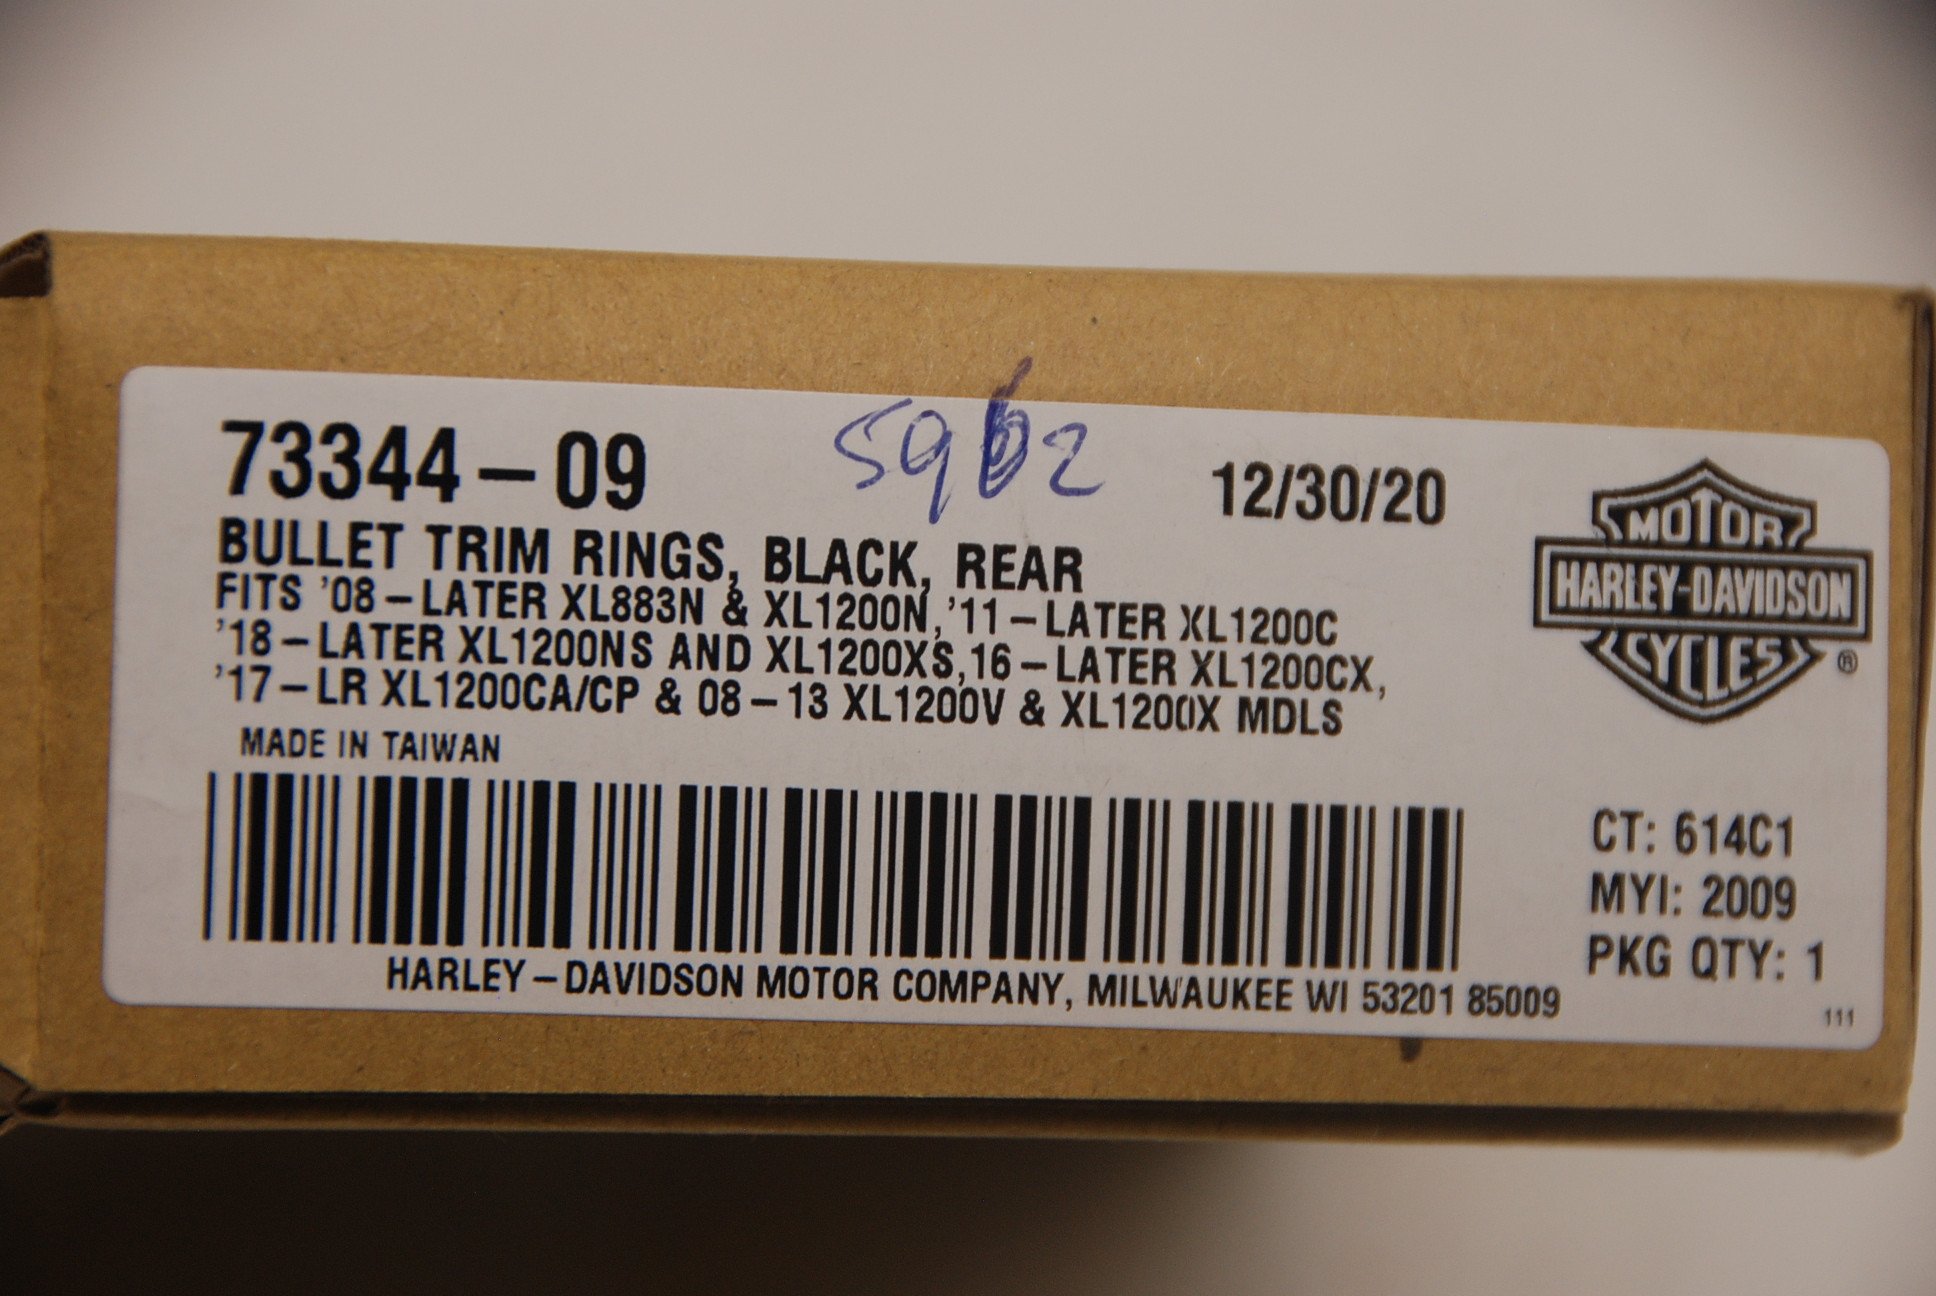 73344-09
5962
12/30/20
BULLET TRIM RINGS, BLACK, REAR
FITS '08-LATER XL883N & XL1200N,'11-LATER XL1200C
'18-LATER XL1200NS AND XL1200XS,16-LATER XL1200CX,
'17-LR XL1200CA/CP & 08-13 XL1200V & XL1200X MDLS
MADE IN TAIWAN
MOTOR
HARLEY-DAVIDSON
CYCLES
®
CT: 614C1
MYI: 2009
PKG QTY: 1
HARLEY-DAVIDSON MOTOR COMPANY, MILWAUKEE WI 53201 85009
111